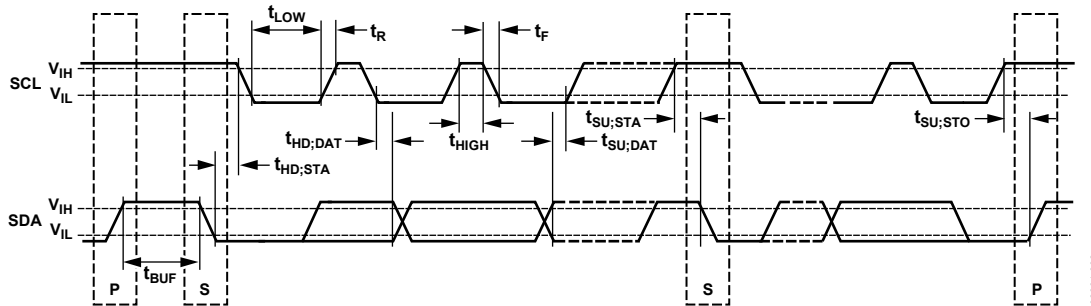 tLOW
tR
tF
VIH
SCL
VIL
tHD;DAT
tHIGH
tSU;STA
tSU;DAT
tSU;STO
tHD;STA
VIH
SDA
VIL
tBUF
P
S
S
P